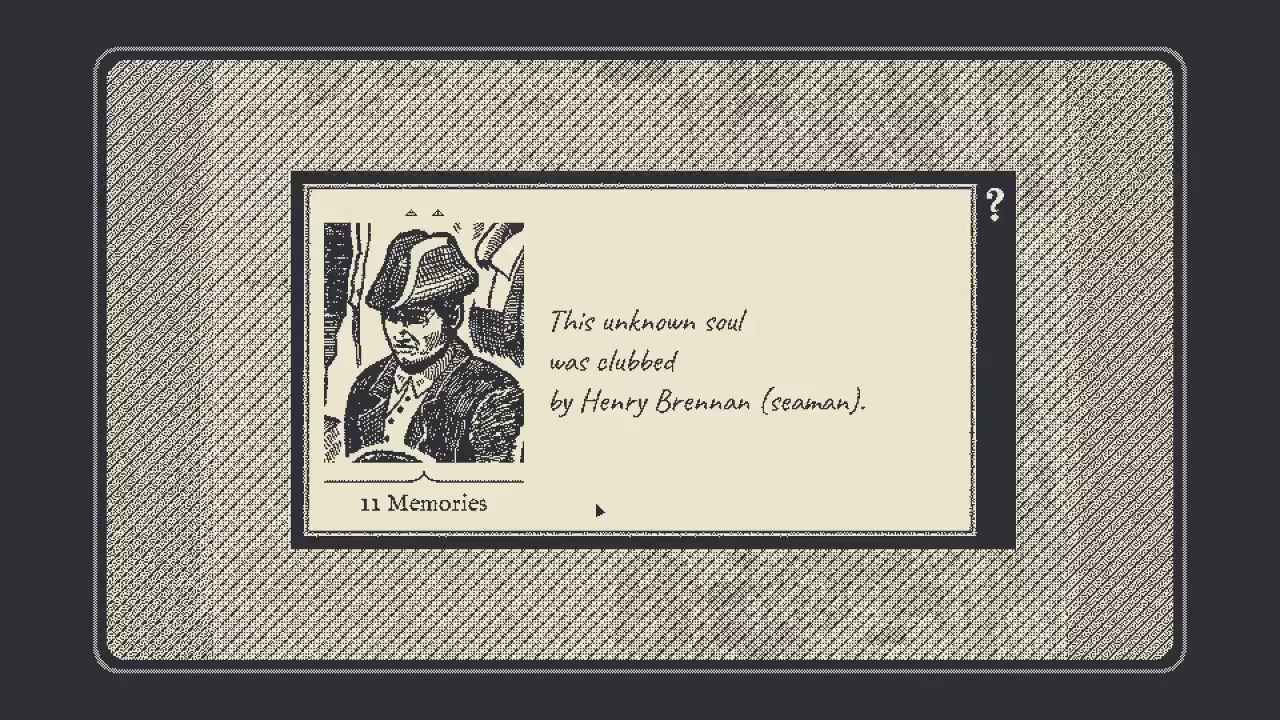 ?
This unknown soul
was clubbed
by Henry Brennan (seaman).
11 Memories